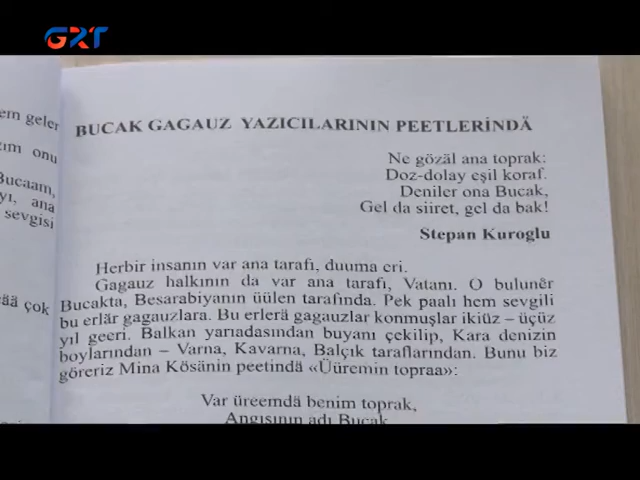 GRT
em geler
ım onu
Bucaam,
yı, ana
sevgisi
cää çok
BUCAK GAGAUZ YAZICILARININ PEETLERİNDÄ
Ne gözäl ana toprak:
Doz-dolay eşil koraf.
Deniler ona Bucak,
Gel da siiret, gel da bak!
Stepan Kuroglu
Herbir insanın var ana tarafı, duuma eri.
Gagauz halkının da var ana tarafı, Vatanı. O bulunêr
Bucakta, Besarabiyanın üülen tarafında. Pek paalı hem sevgili
bu erlär gagauzlara. Bu erlerä gagauzlar konmuşlar ikiüz – üçüz
yıl geeri. Balkan yarıadasından buyanı çekilip, Kara denizin
boylarından – Varna, Kavarna, Balçık taraflarından. Bunu biz
göreriz Mina Kösänin peetindä «Üüremin topraa»:
Var üreemdä benim toprak,
Angısının adı Bucak